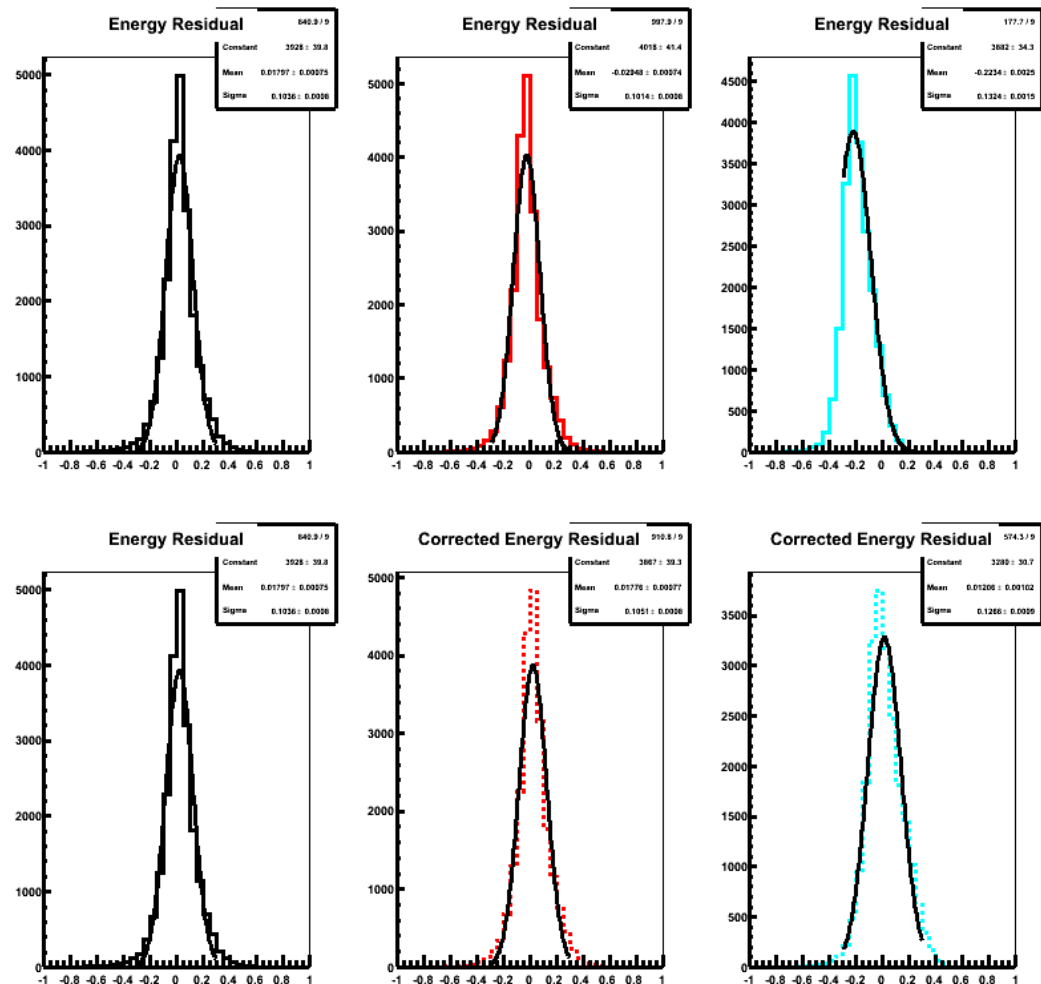 Energy Residual
840.9 / 9
Constant 3928 ± 39.8
Mean 0.01797 ± 0.00075
Sigma 0.1036 ± 0.0008
5000
4000
3000
2000
1000
0
-1 -0.8 -0.6 -0.4 -0.2 0 0.2 0.4 0.6 0.8 1
Energy Residual
997.9 / 9
Constant 4018 ± 41.4
Mean -0.02948 ± 0.00074
Sigma 0.1014 ± 0.0008
5000
4000
3000
2000
1000
0
-1 -0.8 -0.6 -0.4 -0.2 0 0.2 0.4 0.6 0.8 1
Energy Residual
177.7 / 9
Constant 3882 ± 34.3
Mean -0.2234 ± 0.0025
Sigma 0.1324 ± 0.0015
4500
4000
3500
3000
2500
2000
1500
1000
500
0
-1 -0.8 -0.6 -0.4 -0.2 0 0.2 0.4 0.6 0.8 1
Energy Residual
840.9 / 9
Constant 3928 ± 39.8
Mean 0.01797 ± 0.00075
Sigma 0.1036 ± 0.0008
5000
4000
3000
2000
1000
0
-1 -0.8 -0.6 -0.4 -0.2 0 0.2 0.4 0.6 0.8 1
Corrected Energy Residual
910.8 / 9
Constant 3867 ± 39.3
Mean 0.01776 ± 0.00077
Sigma 0.1051 ± 0.0008
5000
4000
3000
2000
1000
0
-1 -0.8 -0.6 -0.4 -0.2 0 0.2 0.4 0.6 0.8 1
Corrected Energy Residual
574.3 / 9
Constant 3280 ± 30.7
Mean 0.01206 ± 0.00102
Sigma 0.1266 ± 0.0009
3500
3000
2500
2000
1500
1000
500
0
-1 -0.8 -0.6 -0.4 -0.2 0 0.2 0.4 0.6 0.8 1